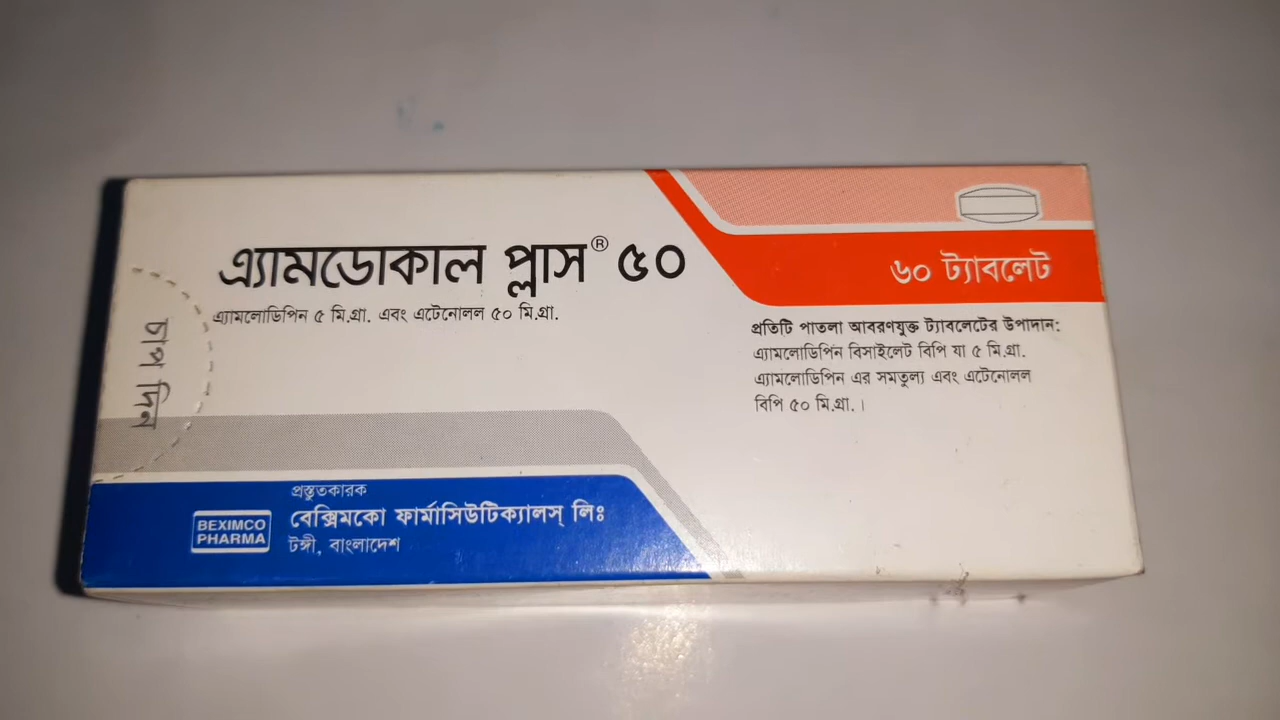 এ্যামডোকাল প্লাস® ৫০
এ্যামলোডিপিন ৫ মি.গ্রা. এবং এটেনোলল ৫০ মি.গ্রা.
চাপ দিন
৬০ ট্যাবলেট
প্রতিটি পাতলা আবরণযুক্ত ট্যাবলেটের উপাদান:
এ্যামলোডিপিন বিসাইলেট বিপি যা ৫ মি.গ্রা.
এ্যামলোডিপিন এর সমতুল্য এবং এটেনোলল
বিপি ৫০ মি.গ্রা.।
প্রস্তুতকারক
BEXIMCO
PHARMA
বেক্সিমকো ফার্মাসিউটিক্যালস্ লিঃ
টঙ্গী, বাংলাদেশ